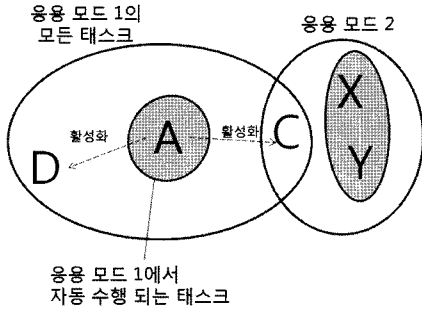 응용 모드 1의
모든 태스크
응용 모드 2
활성화
A
활성화
C
X
Y
D
응용 모드 1에서
자동 수행 되는 태스크